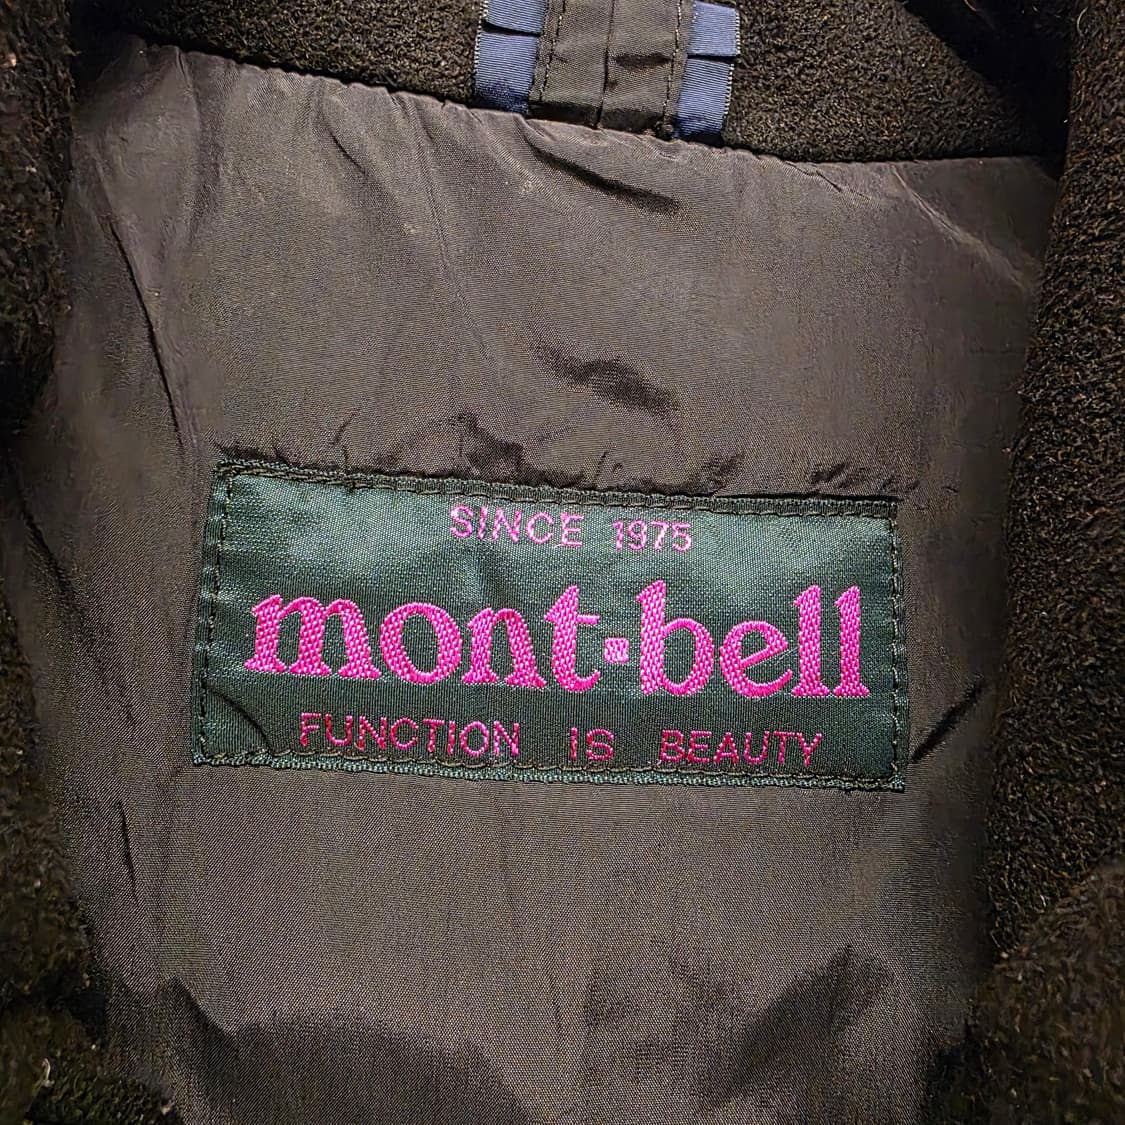 SINCE 1975
mont-bell
FUNCTION IS BEAUTY